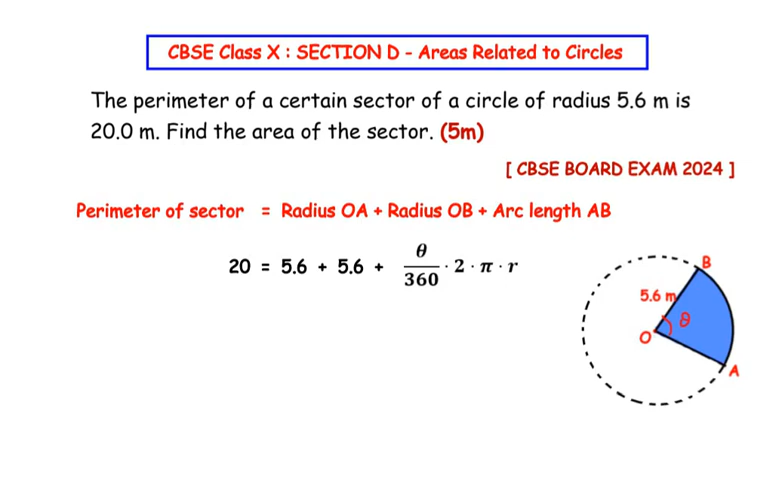 CBSE Class X : SECTION D - Areas Related to Circles
The perimeter of a certain sector of a circle of radius 5.6 m is
20.0 m. Find the area of the sector. (5m)
[ CBSE BOARD EXAM 2024 ]
Perimeter of sector = Radius OA + Radius OB + Arc length AB
20 = 5.6 + 5.6 + θ/360 · 2 · π · r
B
5.6 m
θ
O
A